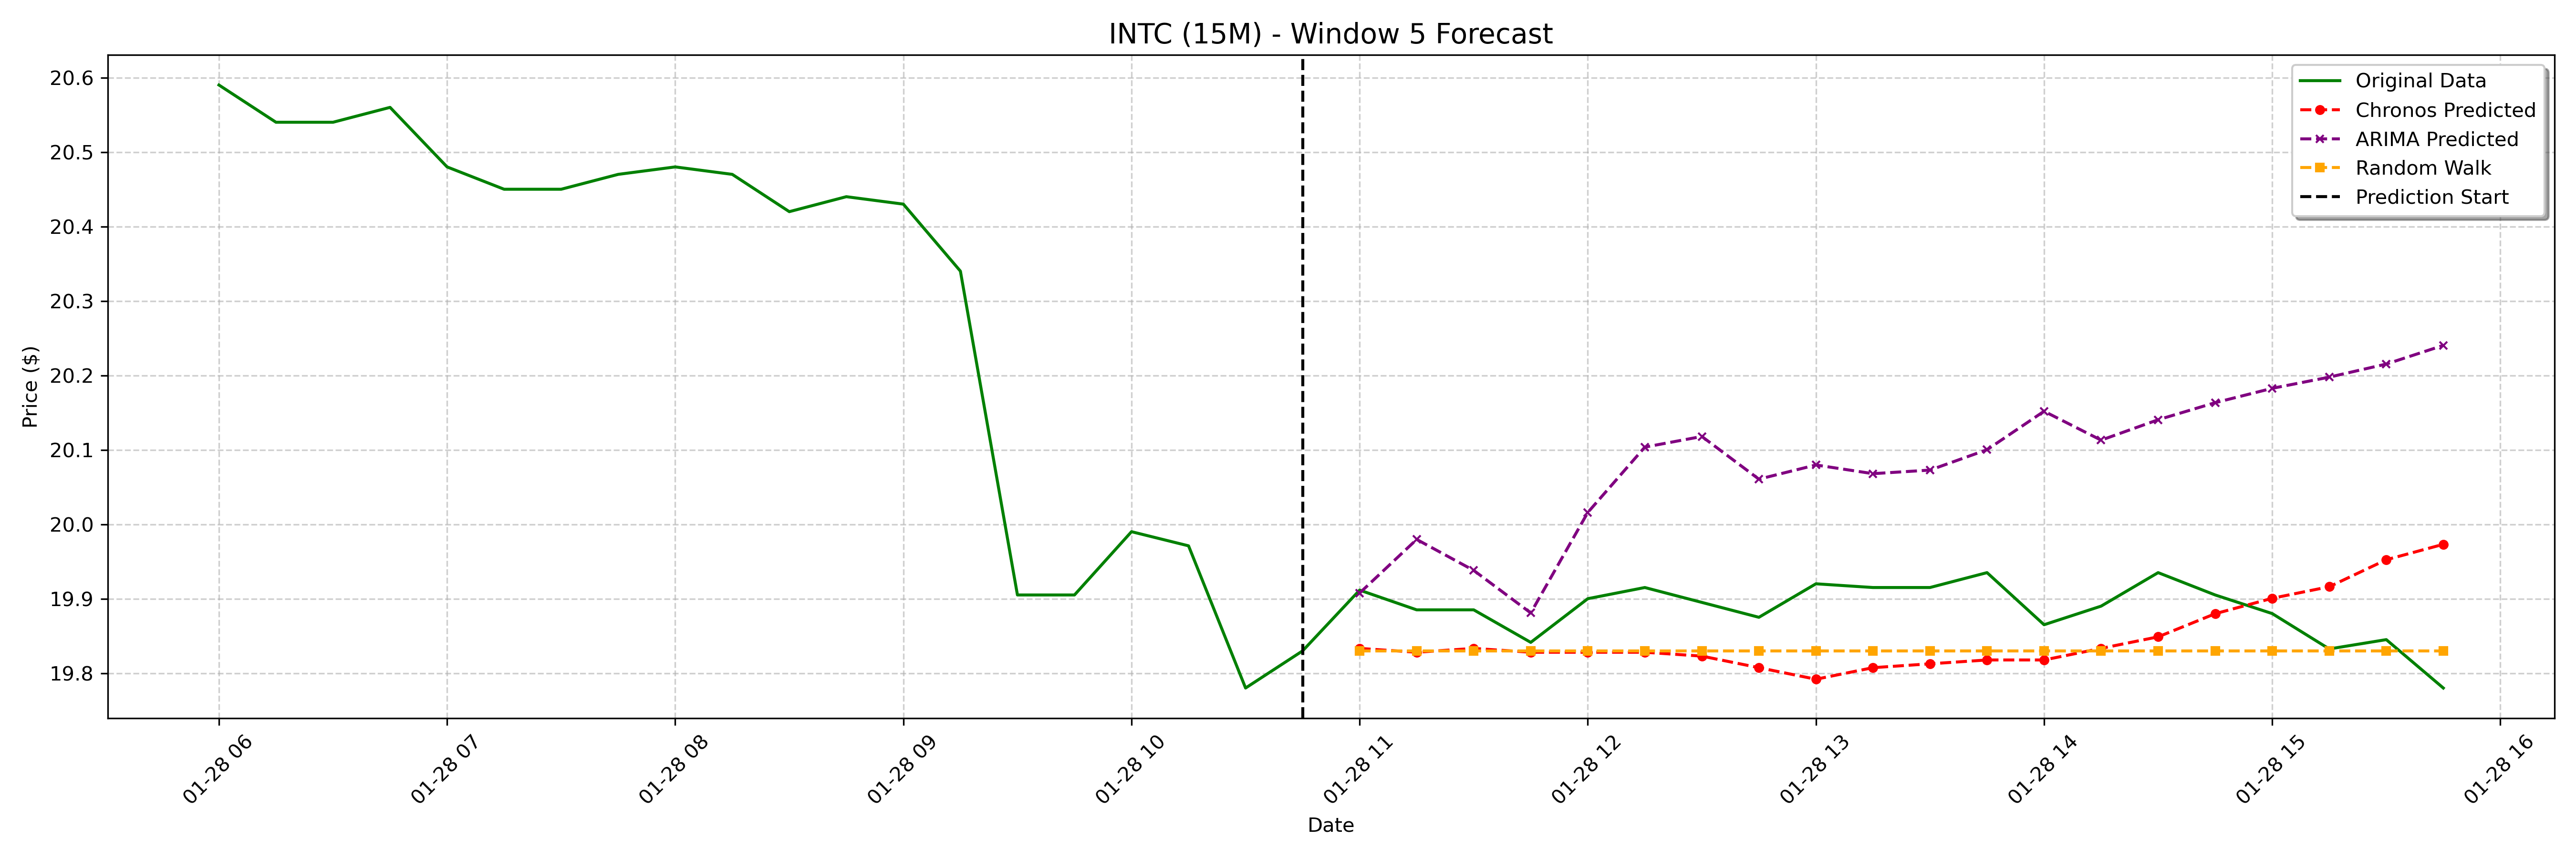 INTC (15M) - Window 5 Forecast
Original Data
Chronos Predicted
ARIMA Predicted
Random Walk
Prediction Start
Price ($)
20.6
20.5
20.4
20.3
20.2
20.1
20.0
19.9
19.8
01-28 06
01-28 07
01-28 08
01-28 09
01-28 10
01-28 11
01-28 12
01-28 13
01-28 14
01-28 15
01-28 16
Date